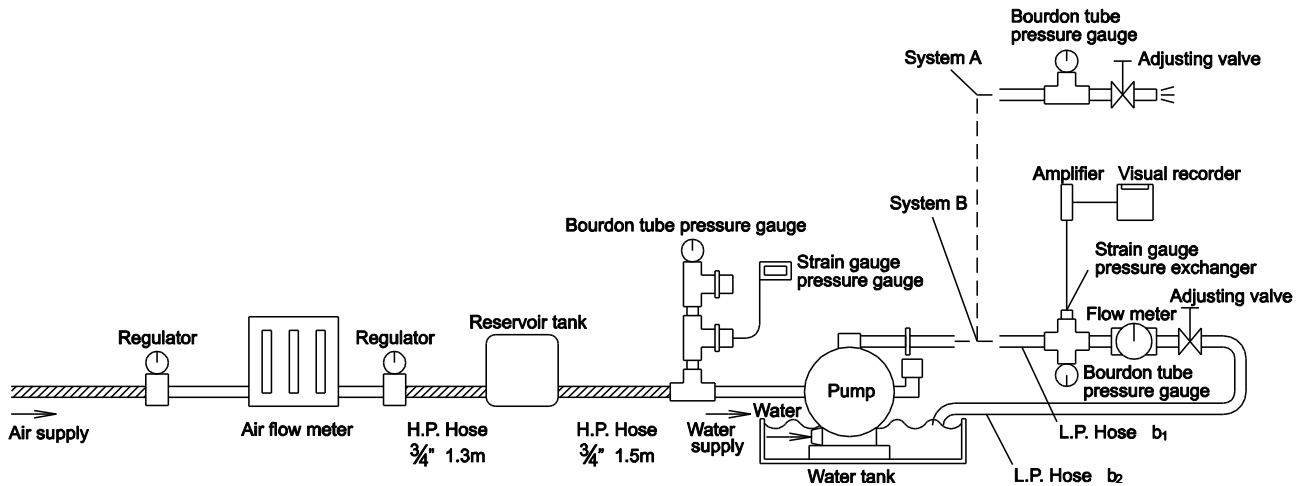 Bourdon tube
pressure gauge
Adjusting valve
System A
Amplifier
Visual recorder
System B
Bourdon tube pressure gauge
Strain gauge
pressure gauge
Strain gauge
pressure exchanger
Adjusting valve
Flow meter
Regulator
Regulator
Reservoir tank
Bourdon tube
pressure gauge
Pump
Air supply
Air flow meter
H.P. Hose
¾" 1.3m
H.P. Hose
¾" 1.5m
Water
Water
supply
Water tank
L.P. Hose b₁
L.P. Hose b₂